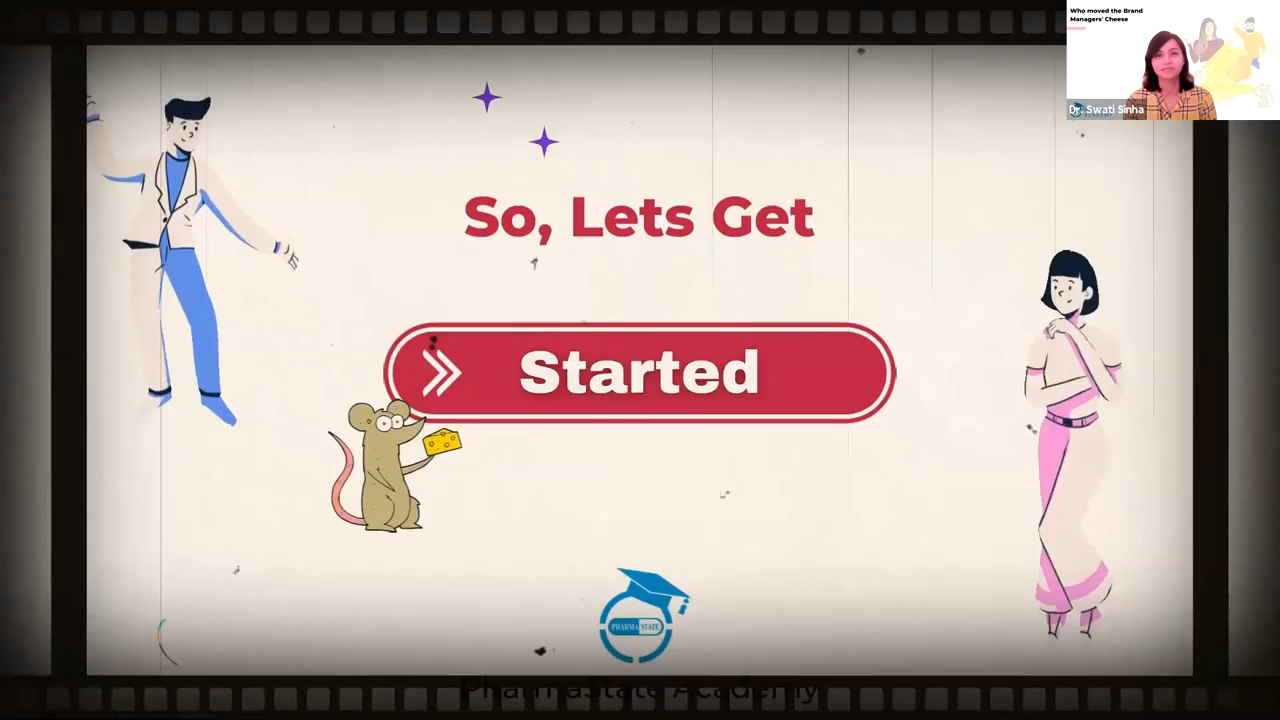 Who moved the Brand
Managers' Cheese
Dr. Swati Sinha
So, Lets Get
Started
PHARMA STATE
PharmaState Academy